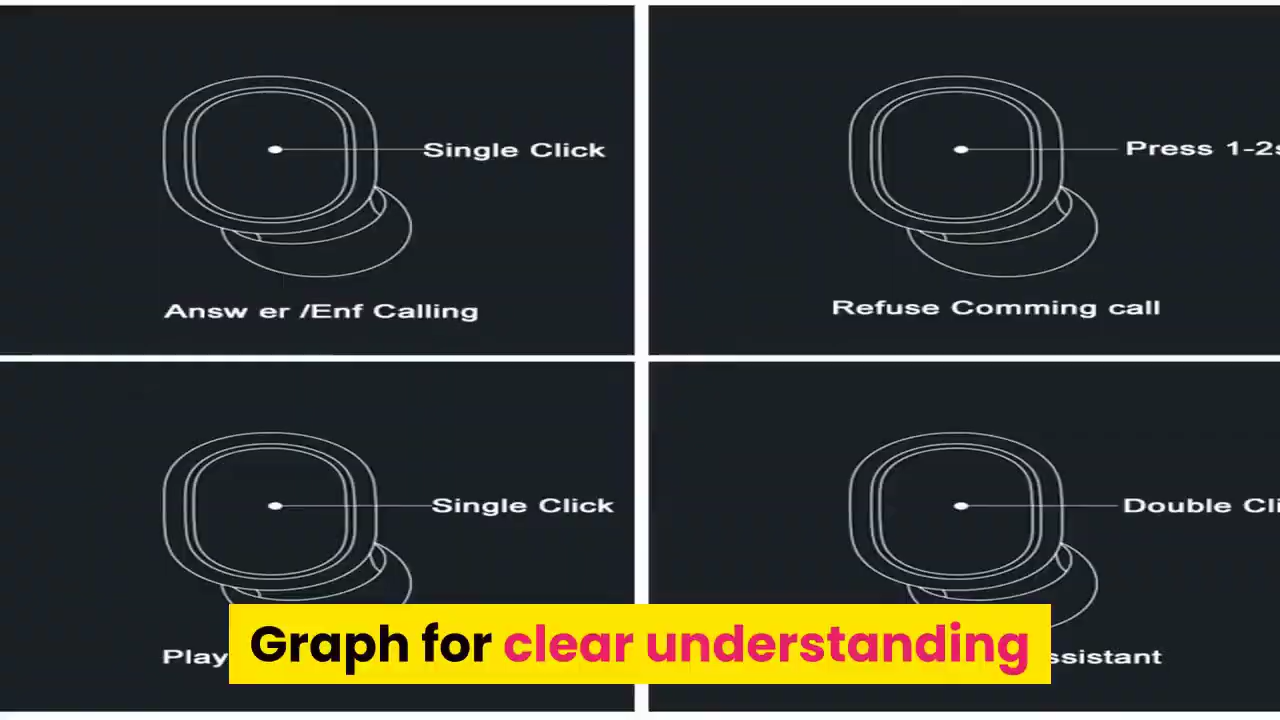 Single Click
Press 1-2s
Answ er /Enf Calling
Refuse Comming call
Single Click
Double Cli
Play
ssistant
Graph for clear understanding